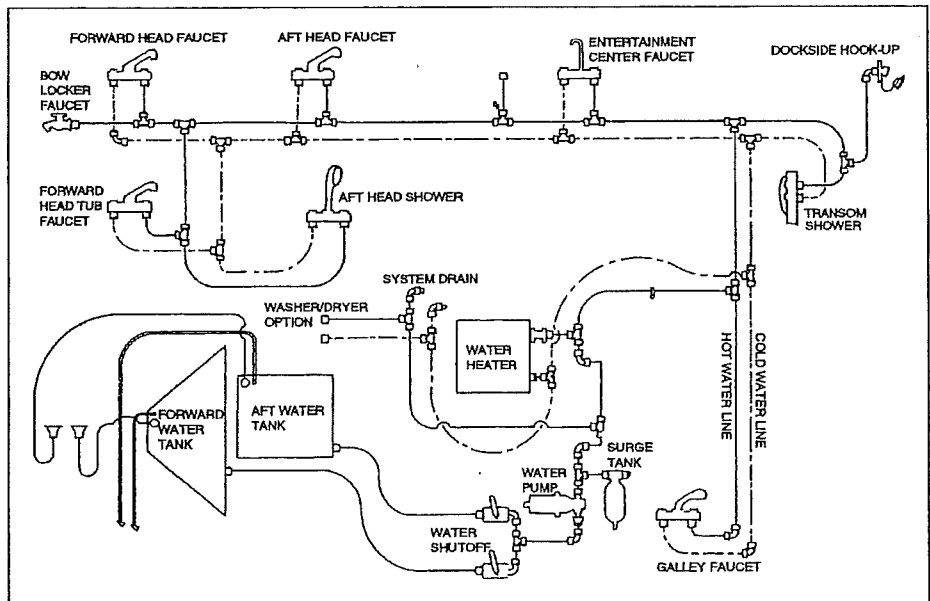 FORWARD HEAD FAUCET
AFT HEAD FAUCET
ENTERTAINMENT
CENTER FAUCET
DOCKSIDE HOOK-UP
BOW
LOCKER
FAUCET
FORWARD
HEAD TUB
FAUCET
AFT HEAD SHOWER
TRANSOM
SHOWER
SYSTEM DRAIN
WASHER/DRYER
OPTION
WATER
HEATER
HOT WATER LINE
COLD WATER LINE
AFT WATER
TANK
FORWARD
WATER
TANK
SURGE
TANK
WATER
PUMP
WATER
SHUTOFF
GALLEY FAUCET